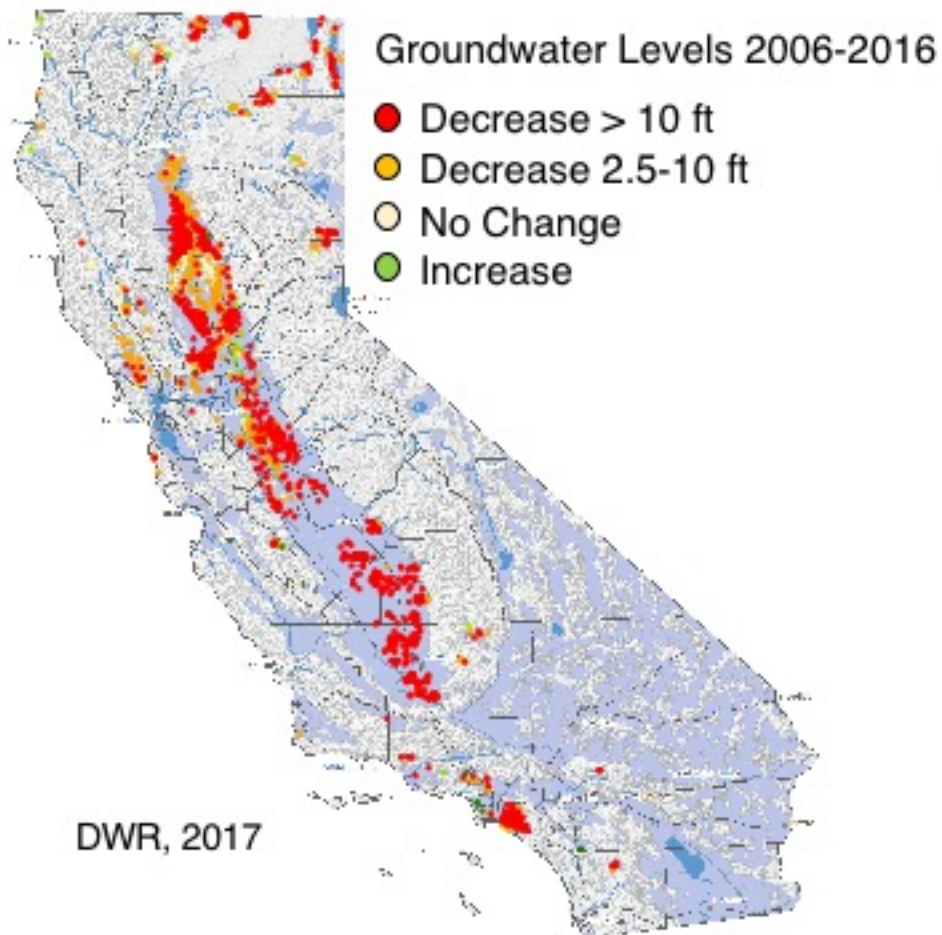 Groundwater Levels 2006-2016
Decrease > 10 ft
Decrease 2.5-10 ft
No Change
Increase
DWR, 2017